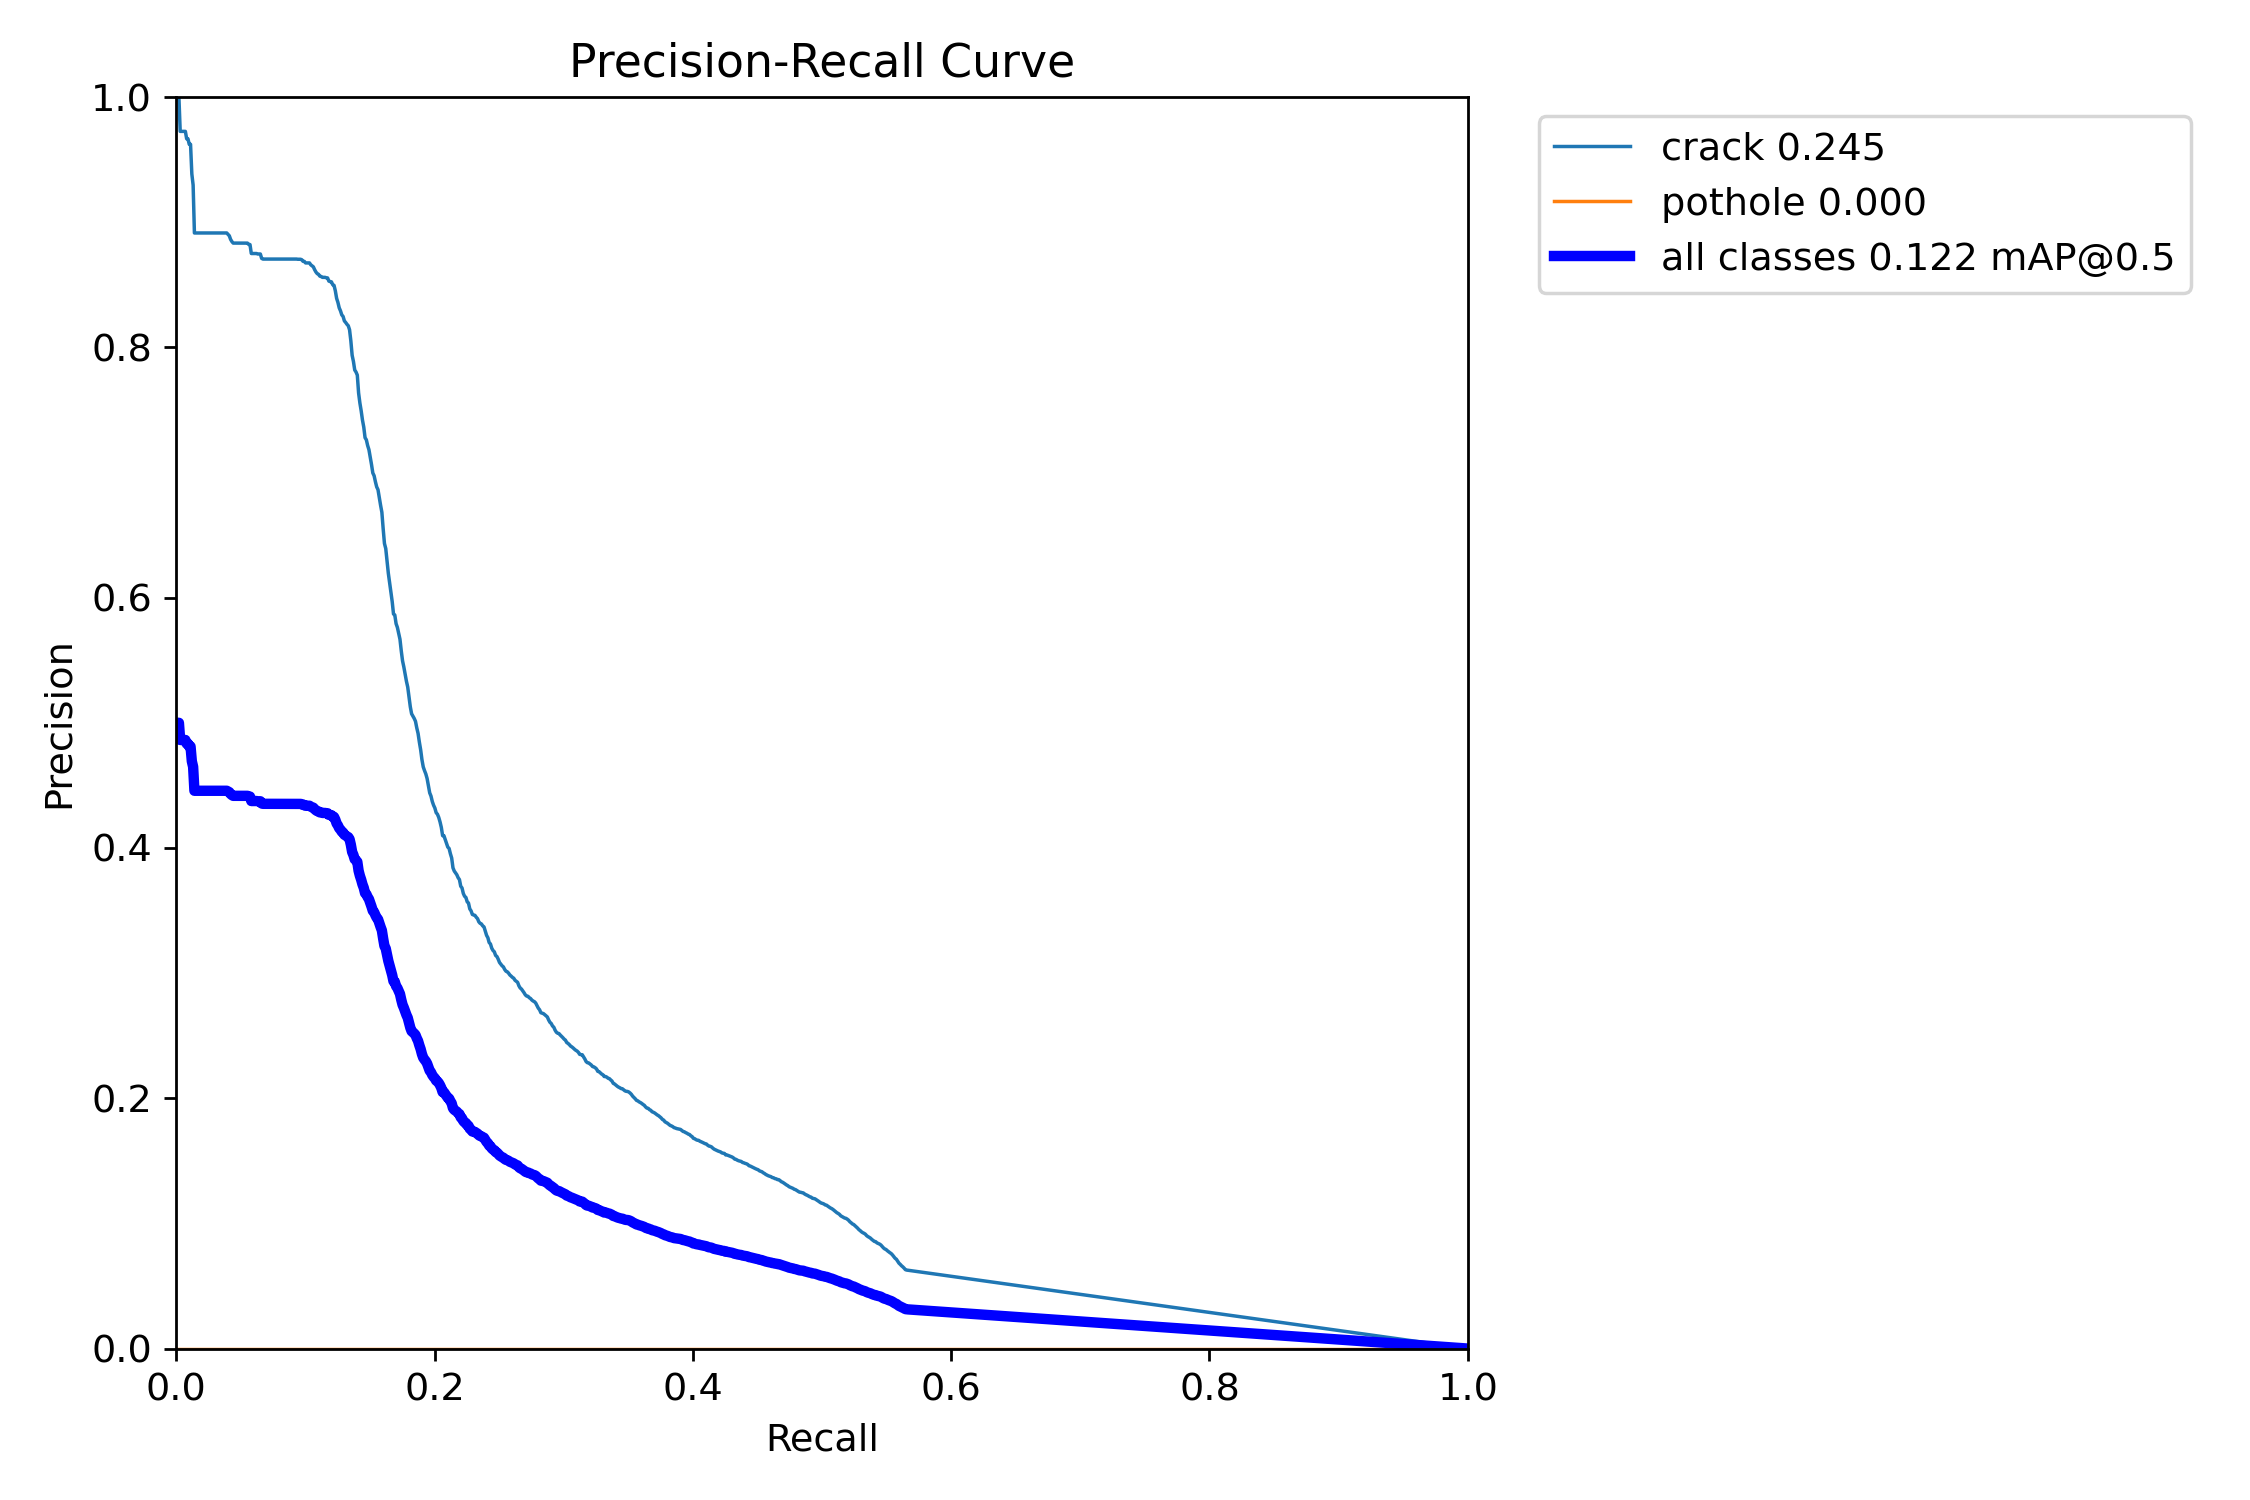 Precision-Recall Curve
crack 0.245
pothole 0.000
all classes 0.122 mAP@0.5
Precision
1.0
0.8
0.6
0.4
0.2
0.0
0.0 0.2 0.4 0.6 0.8 1.0
Recall